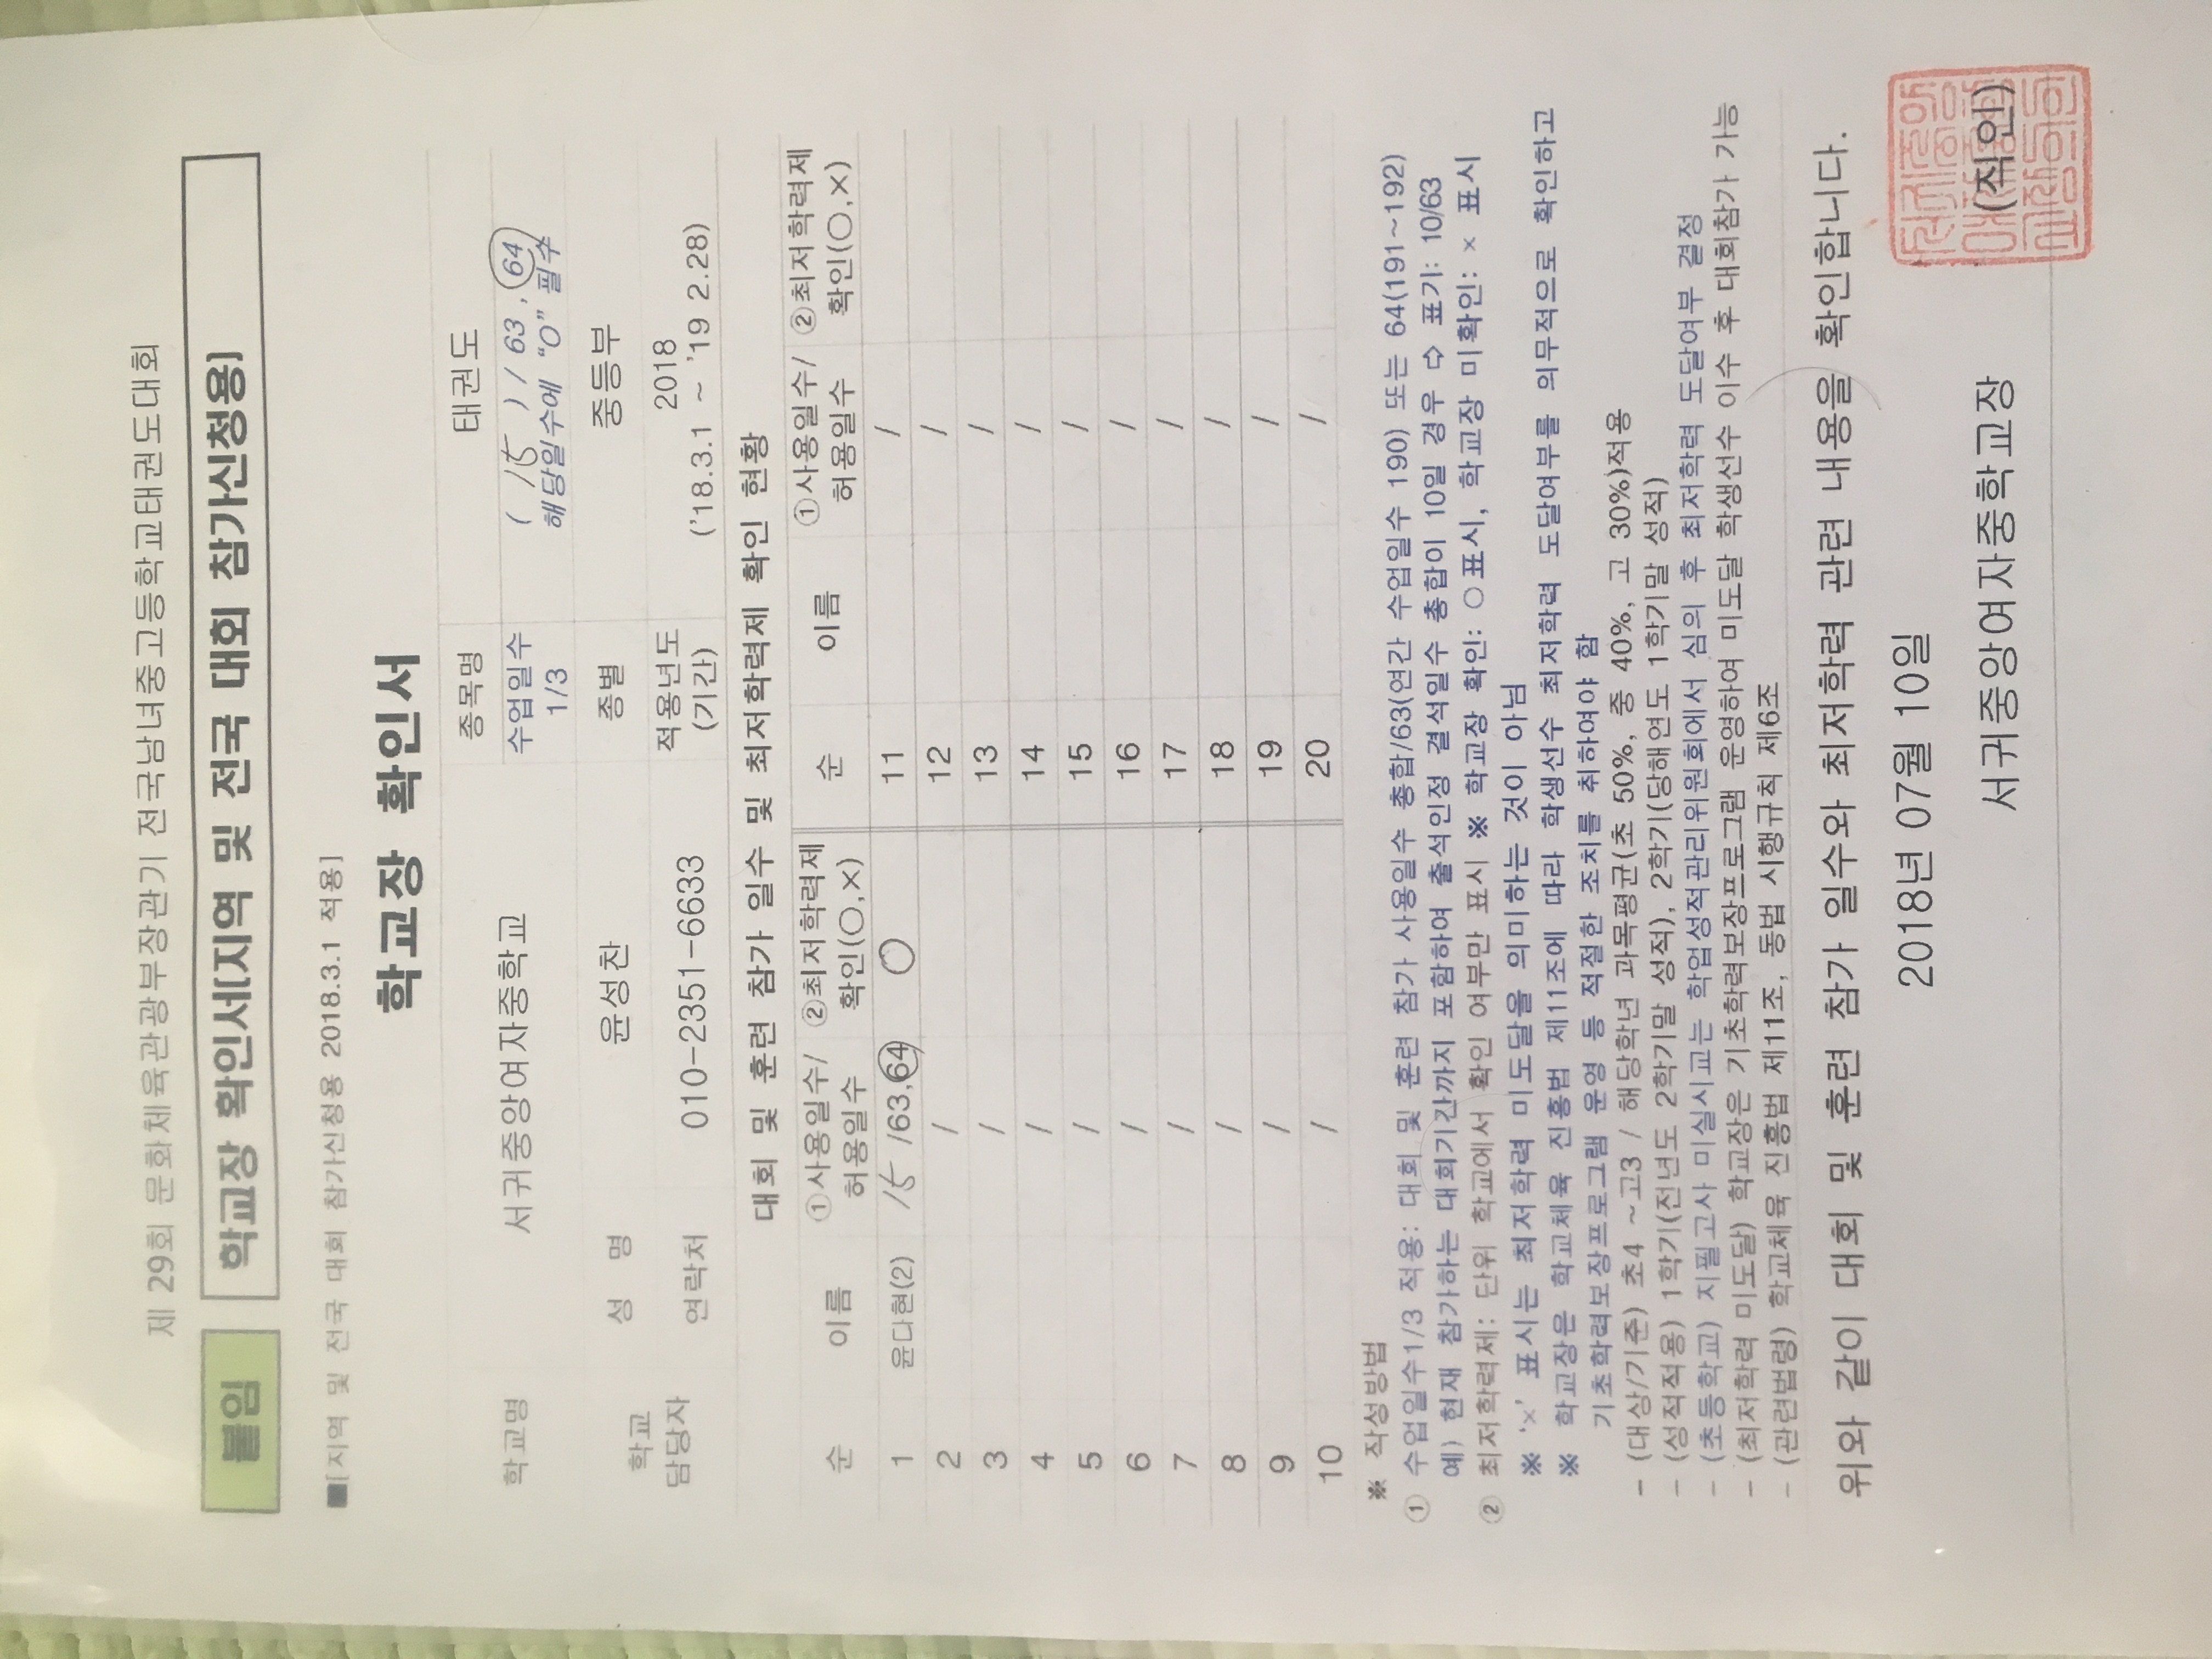 제 29회 문화체육관광부장관기 전국남녀중고등학교태권도대회
붙임 학교장 확인서[지역 및 전국 대회 참가신청용]
■[지역 및 전국 대회 참가신청용 2018.3.1 적용]
학교장 확인서
학교명 서귀중앙여자중학교 종목명 태권도
수업일수 1/3 ( 15 ) / 63, 64
해당일수에 "O" 필수
학교 담당자 성 명 윤성찬 종별 중등부
연락처 010-2351-6633 적용년도 (기간) 2018
('18.3.1 ~ '19 2.28)
대회 및 훈련 참가 일수 및 최저학력제 확인 현황
순 이름 ①사용일수/허용일수 ②최저학력제 확인(○,×) 순 이름 ①사용일수/허용일수 ②최저학력제 확인(○,×)
1 윤다현(2) 15 /63,64 ○ 11 /
2 / 12 /
3 / 13 /
4 / 14 /
5 / 15 /
6 / 16 /
7 / 17 /
8 / 18 /
9 / 19 /
10 / 20 /
※ 작성방법
① 수업일수1/3 적용: 대회 및 훈련 참가 사용일수 총합/63(연간 수업일수 190) 또는 64(191~192)
예) 현재 참가하는 대회기간까지 포함하여 출석인정 결석일수 총합이 10일 경우 ⇨ 표기: 10/63
② 최저학력제: 단위 학교에서 확인 여부만 표시 ※ 학교장 확인: ○ 표시, 학교장 미확인: × 표시
※ '×' 표시는 최저학력 미도달을 의미하는 것이 아님
※ 학교장은 학교체육 진흥법 제11조에 따라 학생선수 최저학력 도달여부를 의무적으로 확인하고
기초학력보장프로그램 운영 등 적절한 조치를 취하여야 함
- (대상/기준) 초4 ~고3 / 해당학년 과목평균(초 50%, 중 40%, 고 30%)적용
- (성적적용) 1학기(전년도 2학기말 성적), 2학기(당해연도 1학기말 성적)
- (초등학교) 지필고사 미실시교는 학업성적관리위원회에서 심의 후 최저학력 도달여부 결정
- (최저학력 미도달) 학교장은 기초학력보장프로그램 운영하여 미도달 학생선수 이수 후 대회참가 가능
- (관련법령) 학교체육 진흥법 제11조, 동법 시행규칙 제6조
위와 같이 대회 및 훈련 참가 일수와 최저학력 관련 내용을 확인합니다.
2018년 07월 10일
서귀중앙여자중학교장 (직인)